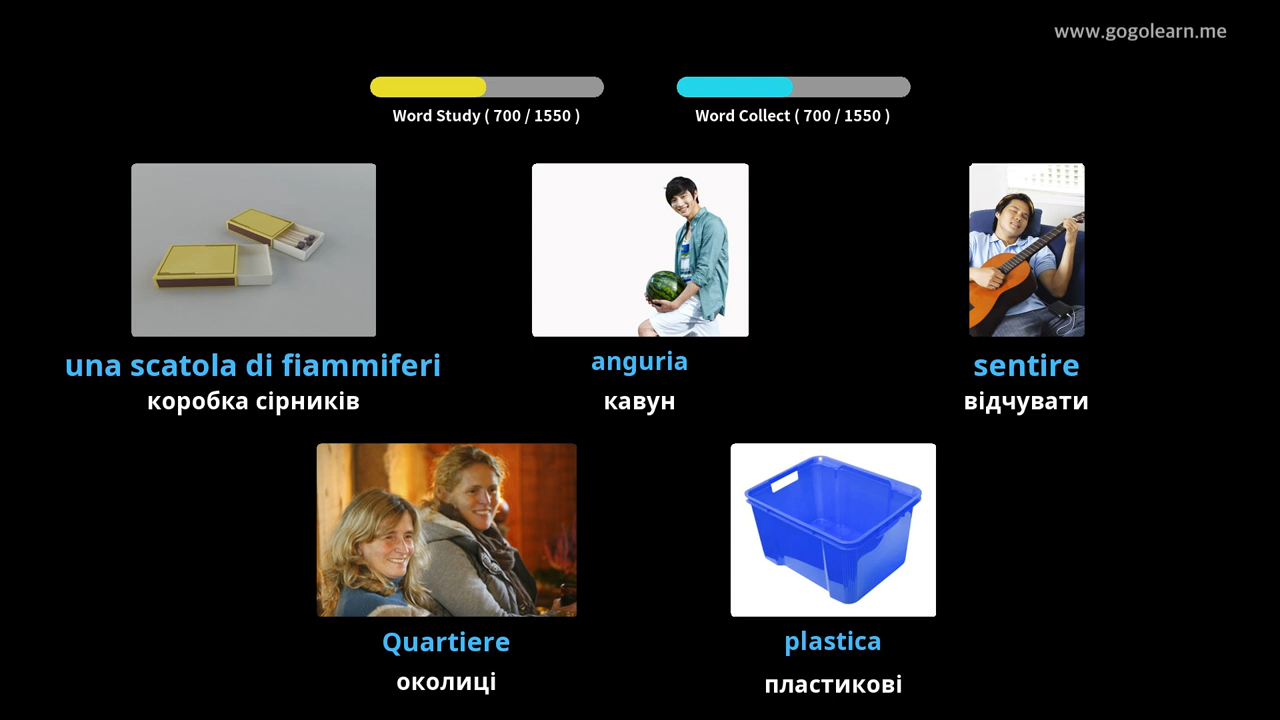 www.gogolearn.me
Word Study ( 700 / 1550 )
Word Collect ( 700 / 1550 )
una scatola di fiammiferi
коробка сірників
anguria
кавун
sentire
відчувати
Quartiere
околиці
plastica
пластикові